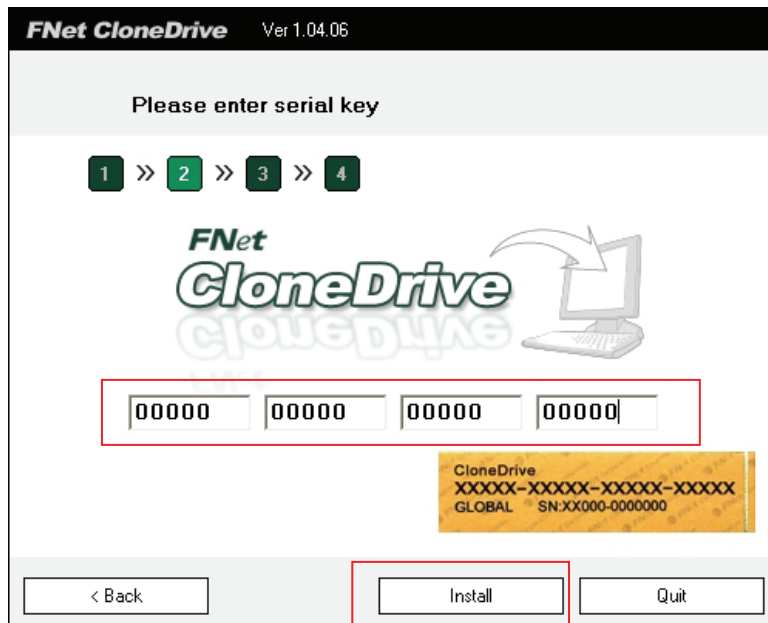 FNet CloneDrive Ver 1.04.06
Please enter serial key
1 » 2 » 3 » 4
FNet
CloneDrive
00000 00000 00000 00000
CloneDrive
XXXXX-XXXXX-XXXXX-XXXXX
GLOBAL SN:XX000-0000000
< Back Install Quit